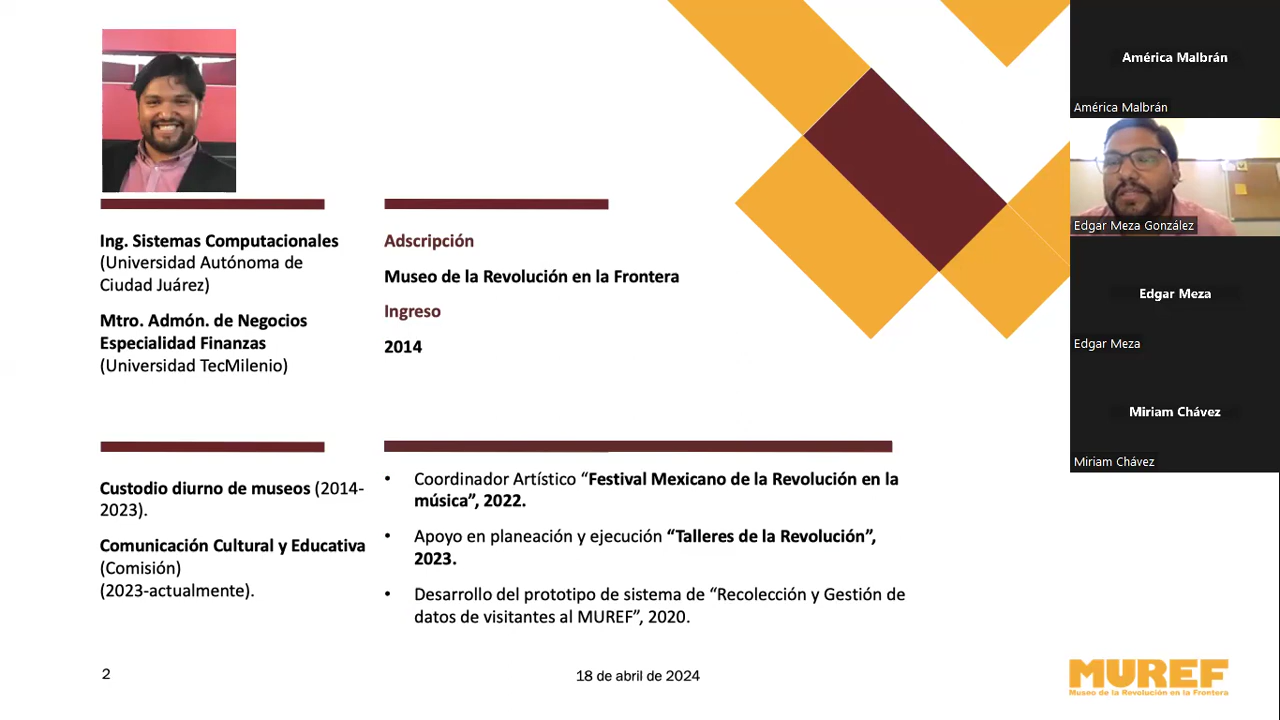 Ing. Sistemas Computacionales
(Universidad Autónoma de
Ciudad Juárez)
Mtro. Admón. de Negocios
Especialidad Finanzas
(Universidad TecMilenio)
Adscripción
Museo de la Revolución en la Frontera
Ingreso
2014
Custodio diurno de museos (2014-
2023).
Comunicación Cultural y Educativa
(Comisión)
(2023-actualmente).
• Coordinador Artístico “Festival Mexicano de la Revolución en la
música”, 2022.
• Apoyo en planeación y ejecución “Talleres de la Revolución”,
2023.
• Desarrollo del prototipo de sistema de “Recolección y Gestión de
datos de visitantes al MUREF”, 2020.
2
18 de abril de 2024
MUREF
Museo de la Revolución en la Frontera
América Malbrán
América Malbrán
Edgar Meza González
Edgar Meza
Edgar Meza
Miriam Chávez
Miriam Chávez